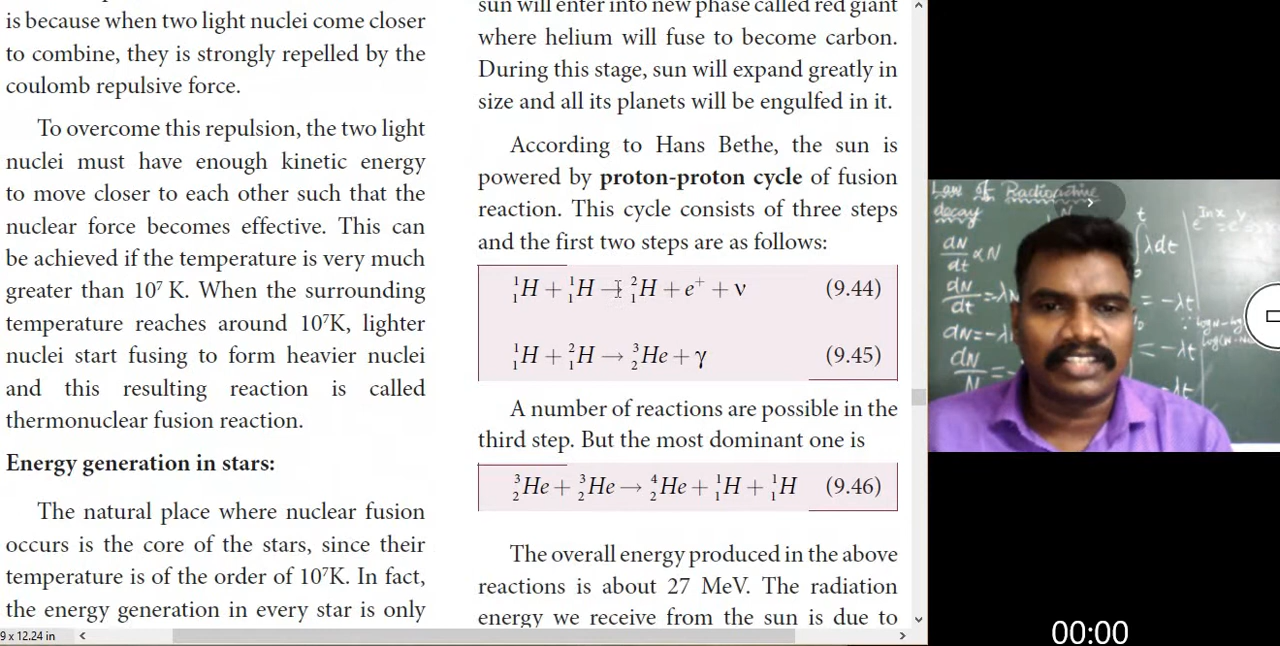 is because when two light nuclei come closer
to combine, they is strongly repelled by the
coulomb repulsive force.
To overcome this repulsion, the two light
nuclei must have enough kinetic energy
to move closer to each other such that the
nuclear force becomes effective. This can
be achieved if the temperature is very much
greater than 10⁷ K. When the surrounding
temperature reaches around 10⁷K, lighter
nuclei start fusing to form heavier nuclei
and this resulting reaction is called
thermonuclear fusion reaction.
Energy generation in stars:
The natural place where nuclear fusion
occurs is the core of the stars, since their
temperature is of the order of 10⁷K. In fact,
the energy generation in every star is only
9 x 12.24 in
sun will enter into new phase called red giant
where helium will fuse to become carbon.
During this stage, sun will expand greatly in
size and all its planets will be engulfed in it.
According to Hans Bethe, the sun is
powered by proton-proton cycle of fusion
reaction. This cycle consists of three steps
and the first two steps are as follows:
¹₁H + ¹₁H → ²₁H + e⁺ + ν (9.44)
¹₁H + ²₁H → ³₂He + γ (9.45)
A number of reactions are possible in the
third step. But the most dominant one is
³₂He + ³₂He → ⁴₂He + ¹₁H + ¹₁H (9.46)
The overall energy produced in the above
reactions is about 27 MeV. The radiation
energy we receive from the sun is due to
Law of Radioactive
decay
dN/dt ∝ N
dN/dt = -λN
dN = -λ
dN/N = -
λdt
= -λt
= -λt
-λt
00:00